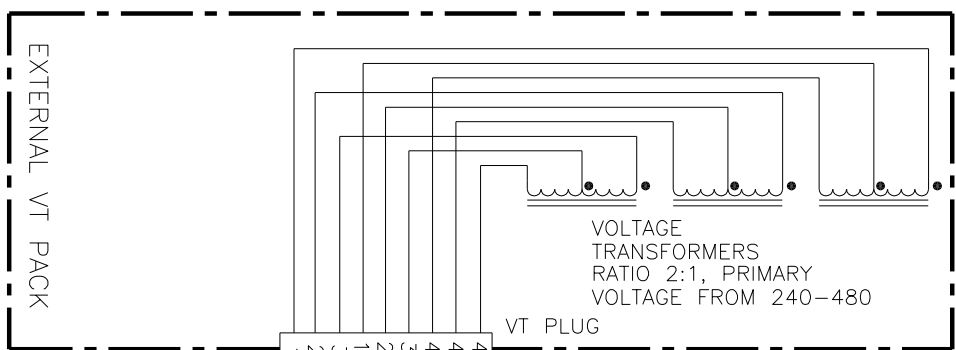 EXTERNAL VT PACK
VOLTAGE
TRANSFORMERS
RATIO 2:1, PRIMARY
VOLTAGE FROM 240-480
VT PLUG